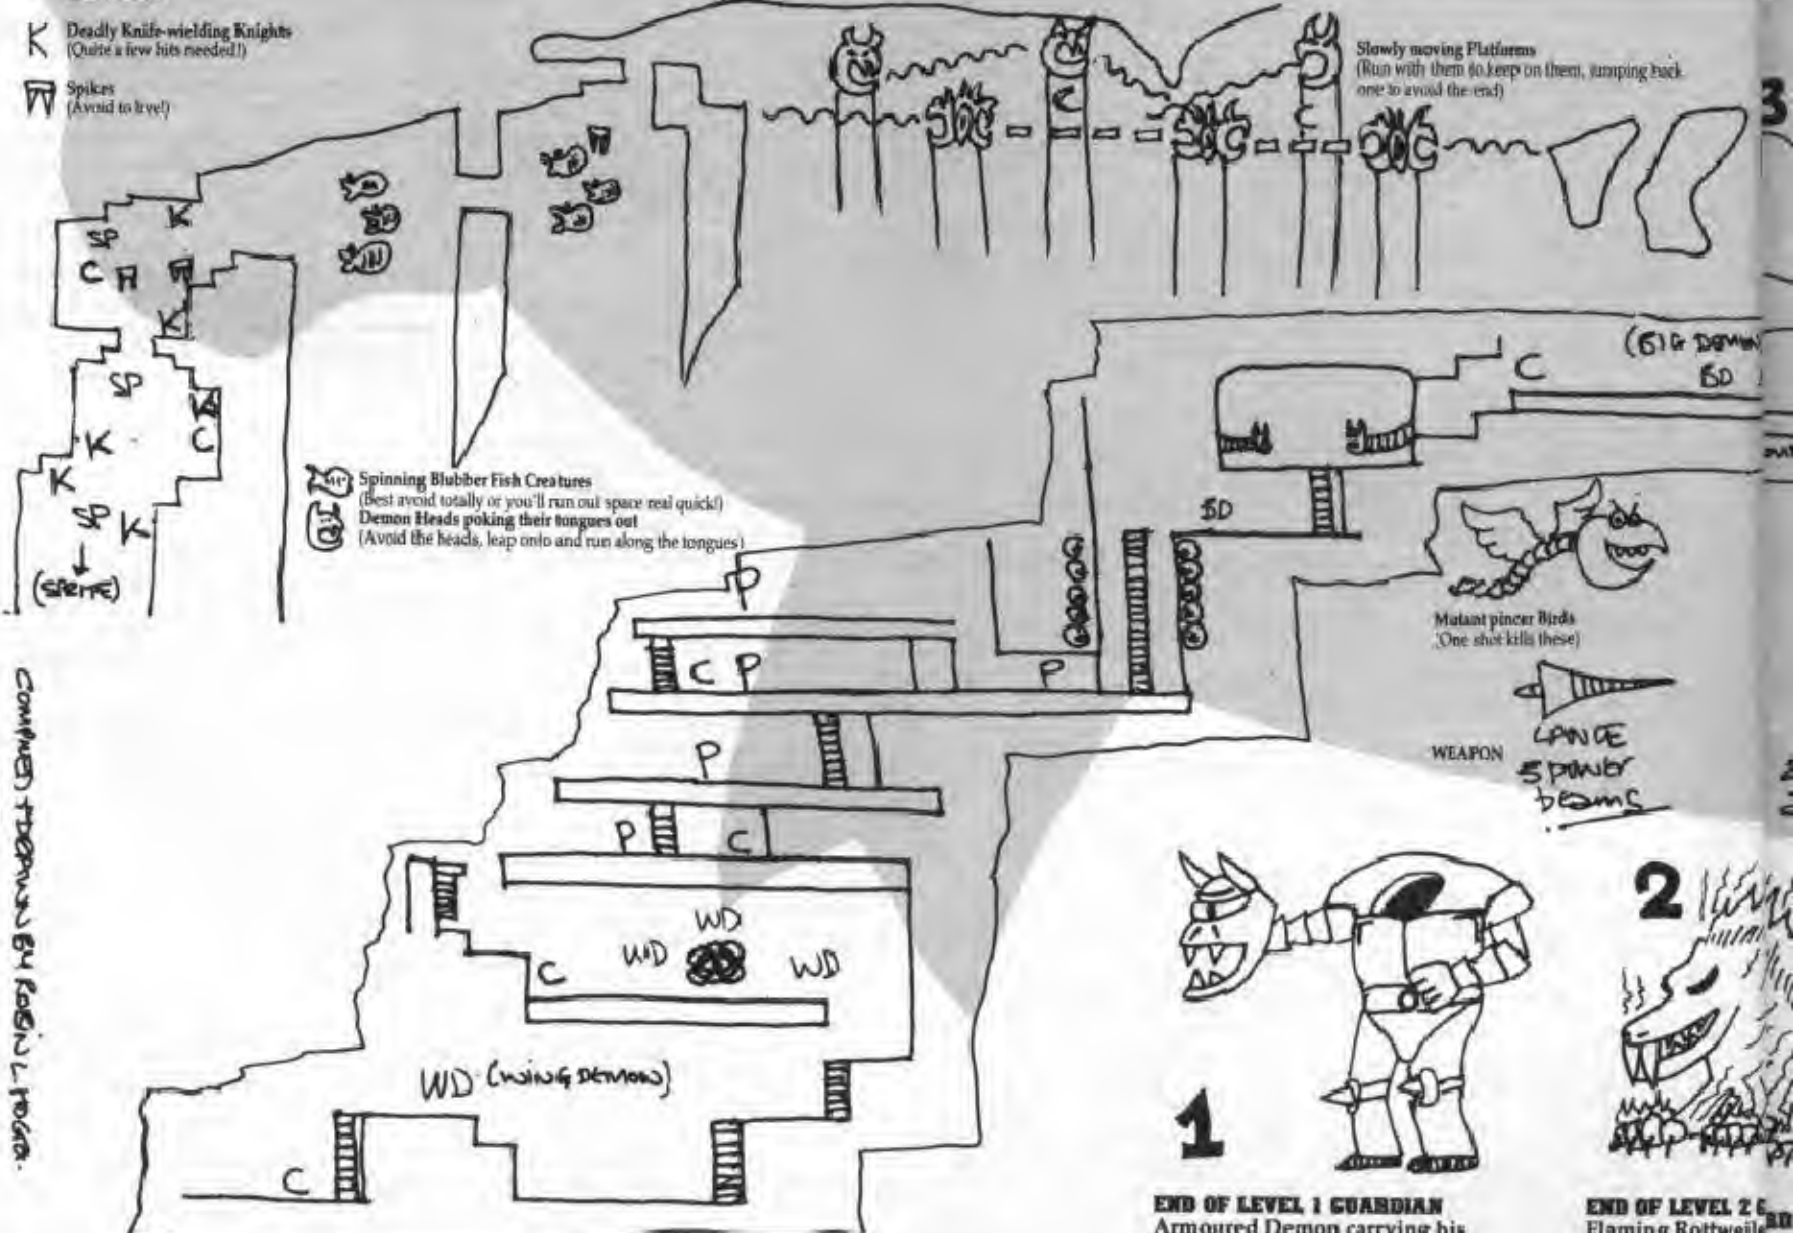 K Deadly Knife-wielding Knights
(Quite a few hits needed!)
Spikes
(Avoid to live!)
Slowly moving Platforms
(Run with them to keep on them, jumping back
one to avoid the end)
3
K
SP
C
K
SP
K
C
K
K
SP
K
(SPRITE)
C
C
C
(BIG DEMON
BD
Spinning Blubber Fish Creatures
(Best avoid totally or you'll run out space real quick!)
Demon Heads poking their tongues out
(Avoid the heads, leap onto and run along the tongues)
BD
Mutant pincer Birds
(One shot kills these)
P
C P
P
WEAPON
LANCE
5 power
beams
P
P
C
WD
WD
WD
C
WD (WING DEMON)
C
COMPILED + DRAWN BY ROBIN L. HOGG.
1
2
END OF LEVEL 1 GUARDIAN
Armoured Demon carrying his
END OF LEVEL 2
Flaming